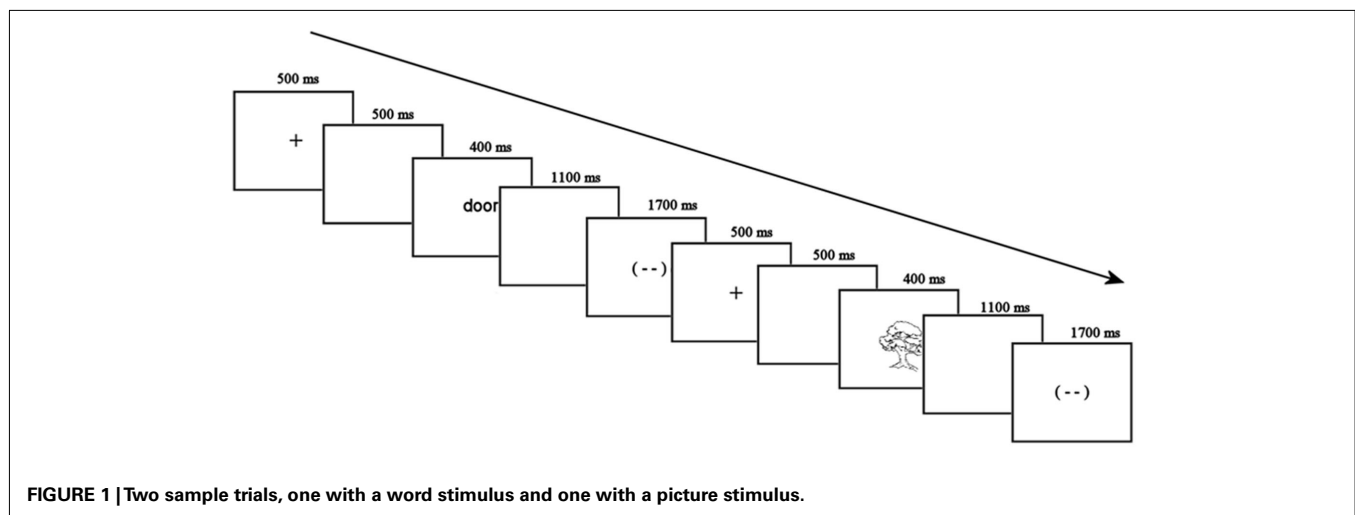 500 ms
+
500 ms
400 ms
door
1100 ms
1700 ms
(--)
500 ms
+
500 ms
400 ms
1100 ms
1700 ms
(--)
FIGURE 1 | Two sample trials, one with a word stimulus and one with a picture stimulus.